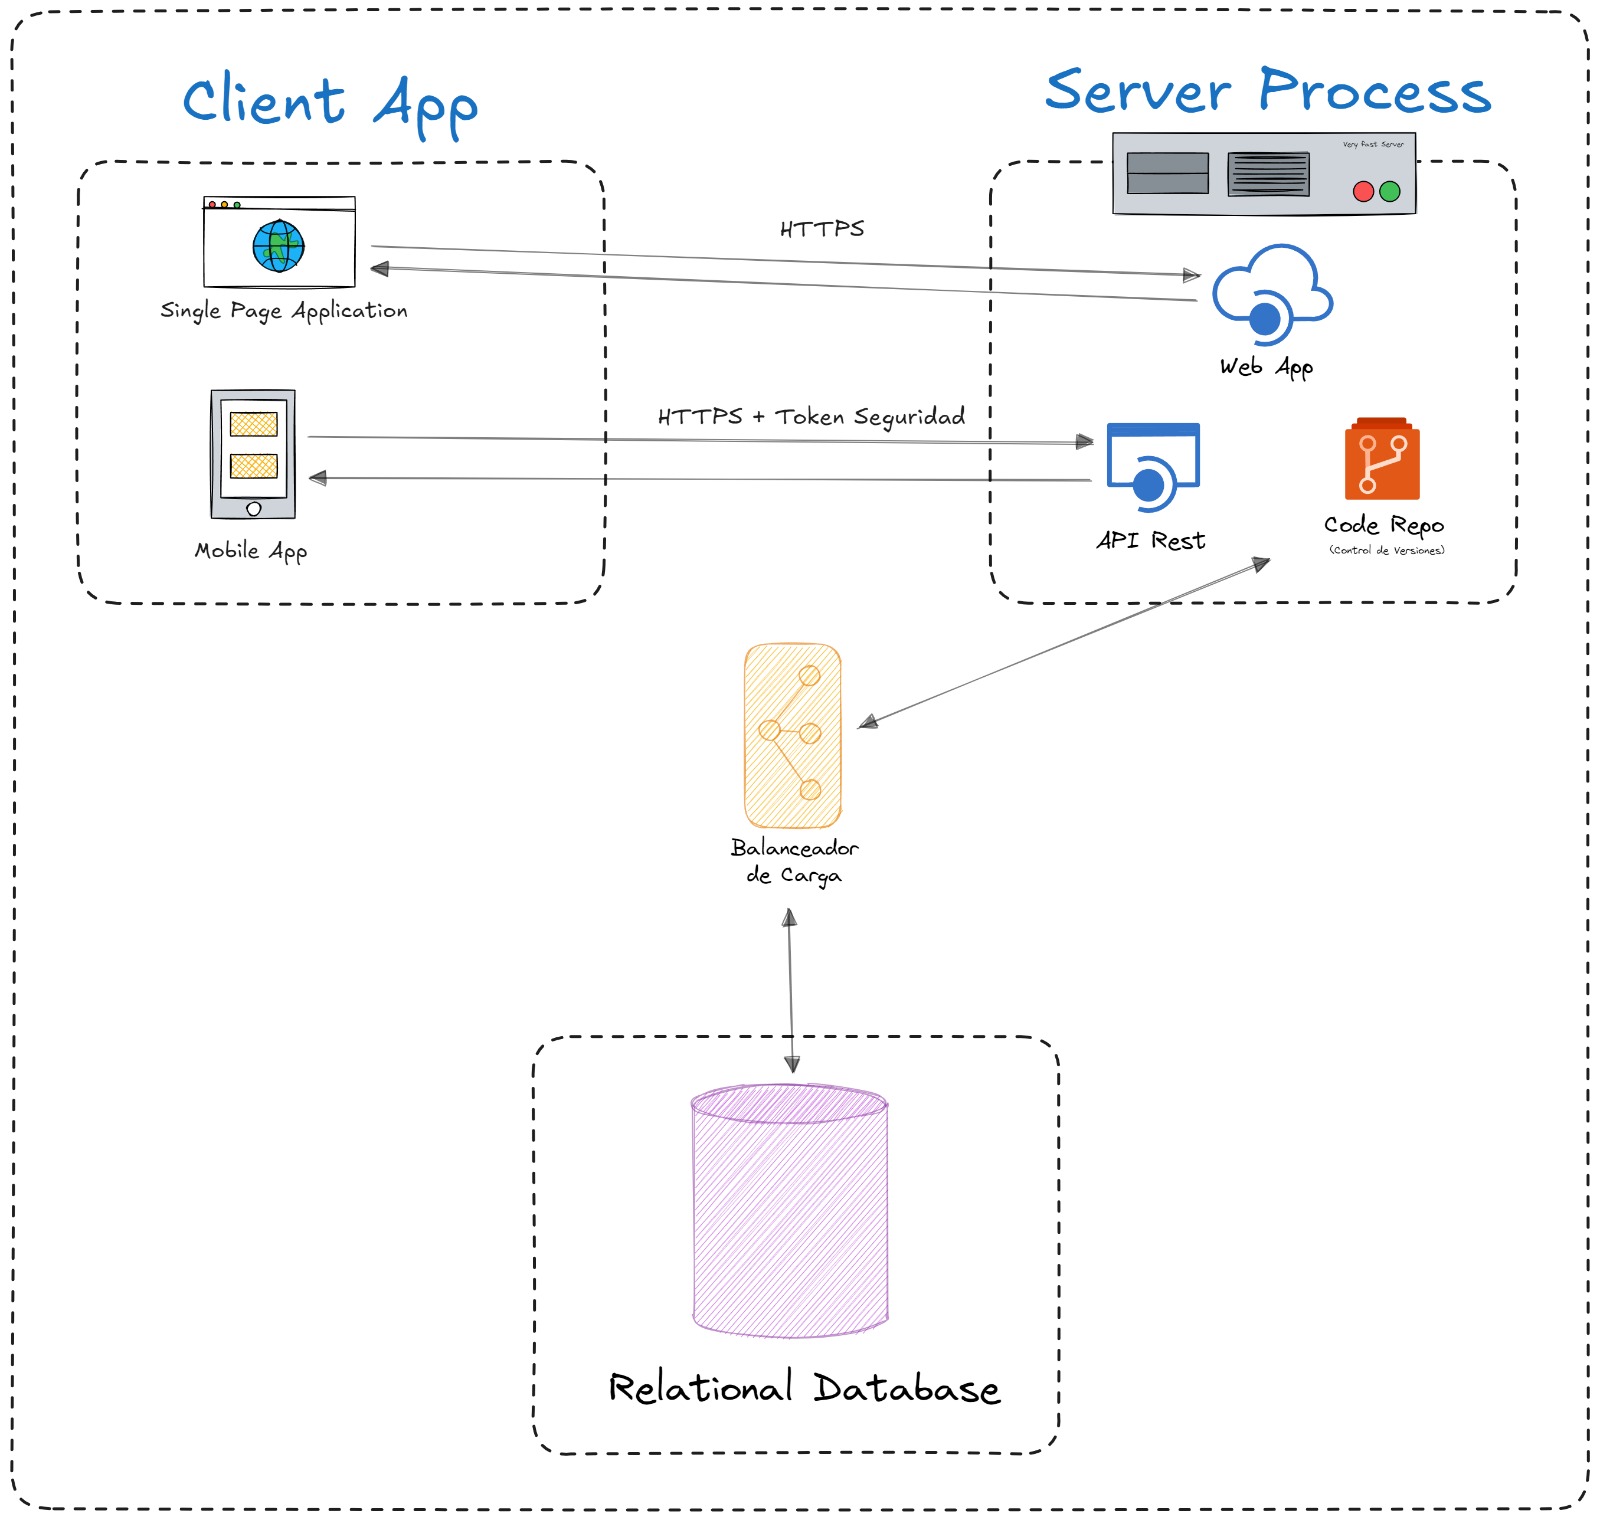 Client App
Server Process
Very Fast Server
HTTPS
Single Page Application
Web App
HTTPS + Token Seguridad
Mobile App
API Rest
Code Repo
(Control de Versiones)
Balanceador
de Carga
Relational Database